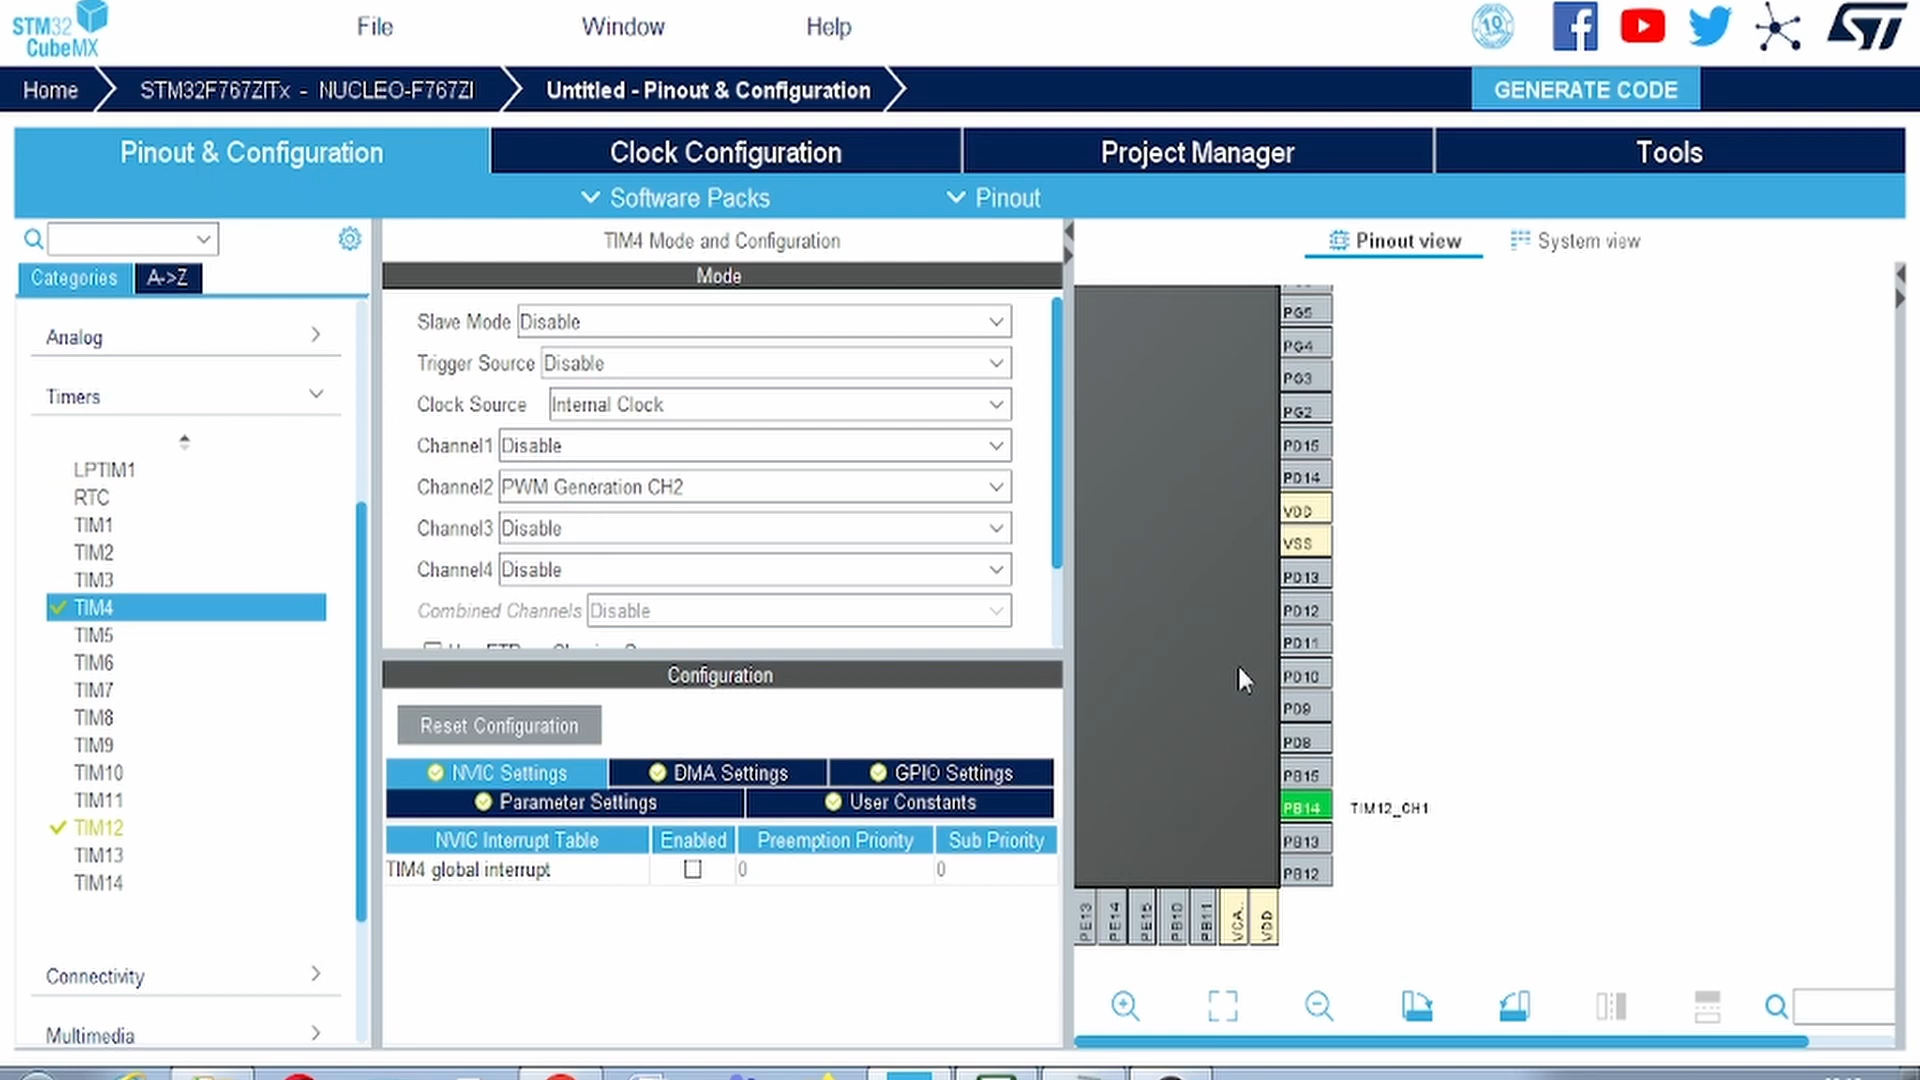 STM32
CubeMX
File
Window
Help
10
ST
Home
STM32F767ZITx - NUCLEO-F767ZI
Untitled - Pinout & Configuration
GENERATE CODE
Pinout & Configuration
Clock Configuration
Project Manager
Tools
Software Packs
Pinout
Categories
A->Z
Analog
Timers
LPTIM1
RTC
TIM1
TIM2
TIM3
TIM4
TIM5
TIM6
TIM7
TIM8
TIM9
TIM10
TIM11
TIM12
TIM13
TIM14
Connectivity
Multimedia
TIM4 Mode and Configuration
Mode
Slave Mode Disable
Trigger Source Disable
Clock Source Internal Clock
Channel1 Disable
Channel2 PWM Generation CH2
Channel3 Disable
Channel4 Disable
Combined Channels Disable
Configuration
Reset Configuration
NVIC Settings
DMA Settings
GPIO Settings
Parameter Settings
User Constants
NVIC Interrupt Table Enabled Preemption Priority Sub Priority
TIM4 global interrupt 0 0
Pinout view
System view
PG5
PG4
PG3
PG2
PD15
PD14
VDD
VSS
PD13
PD12
PD11
PD10
PD9
PD8
PB15
PB14 TIM12_CH1
PB13
PB12
PE13
PE14
PE15
PB10
PB11
VCA..
VDD